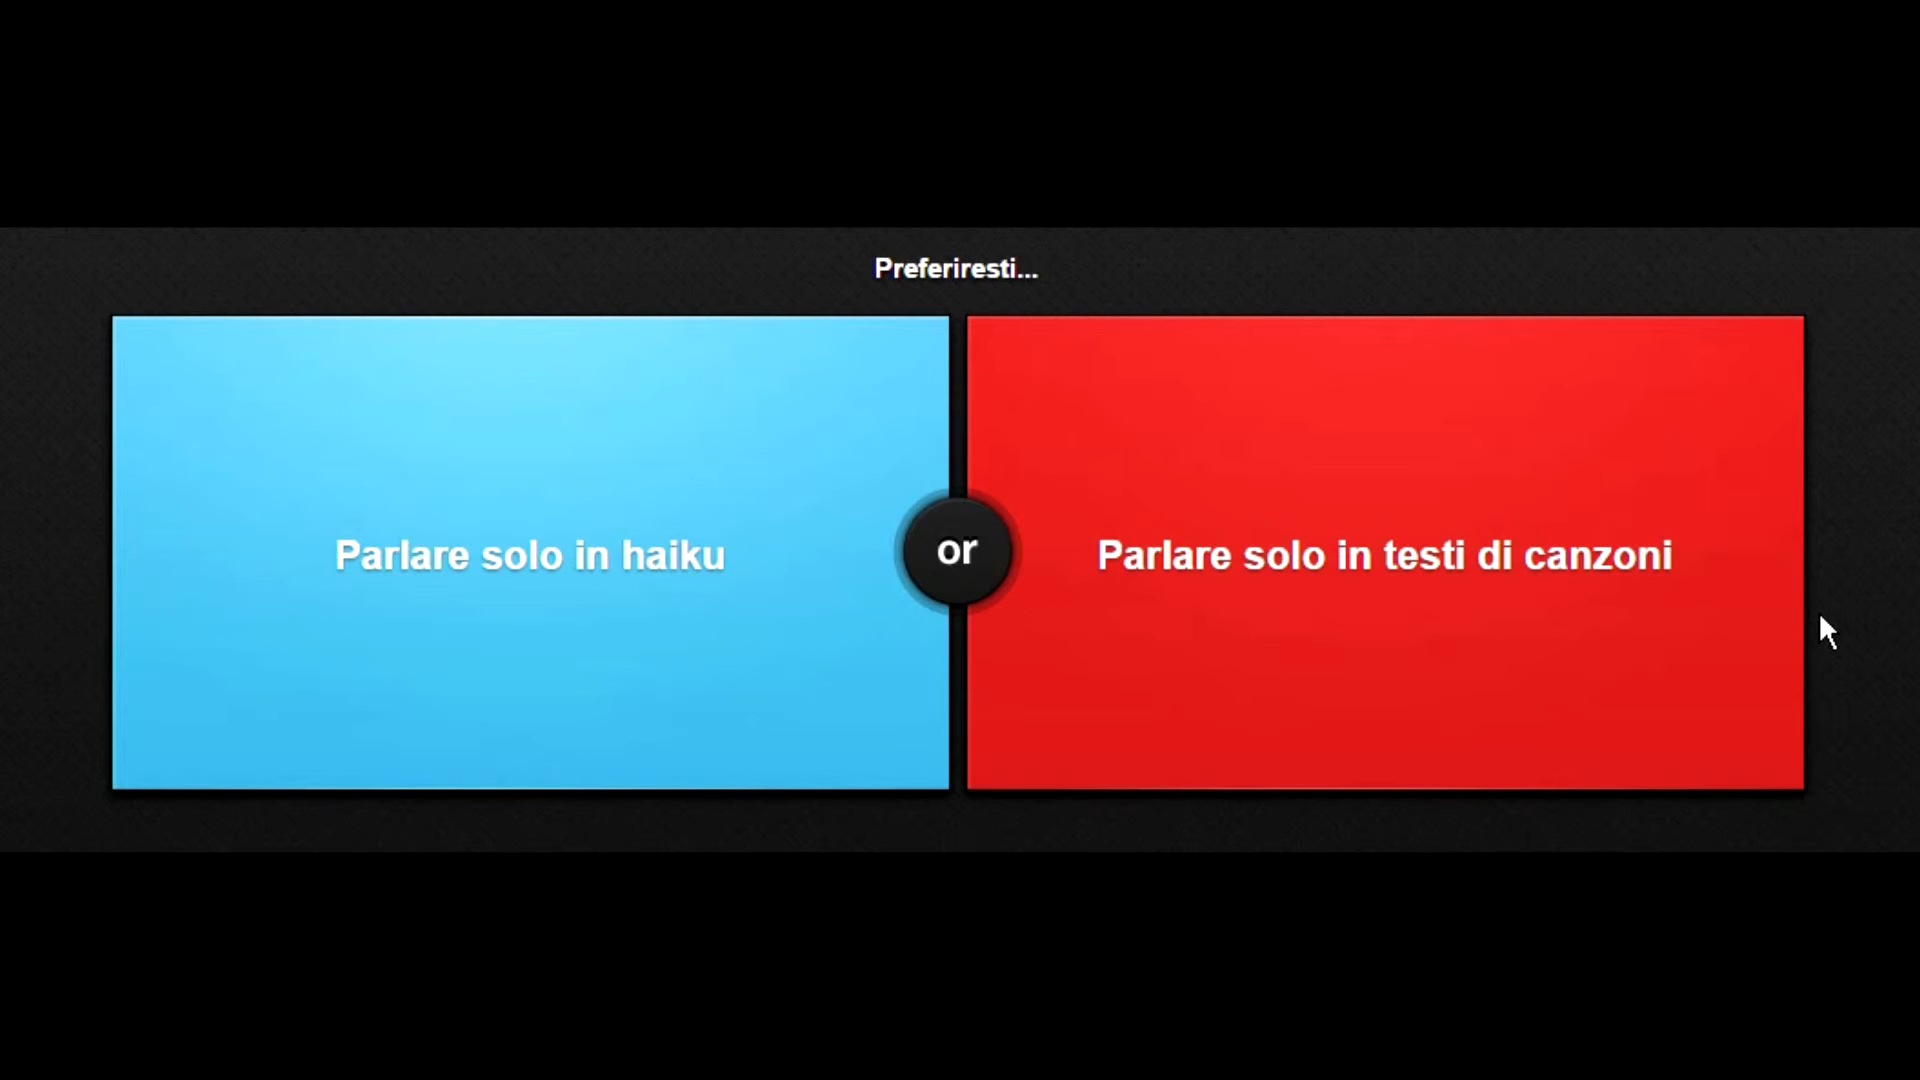 Preferiresti...
Parlare solo in haiku
or
Parlare solo in testi di canzoni